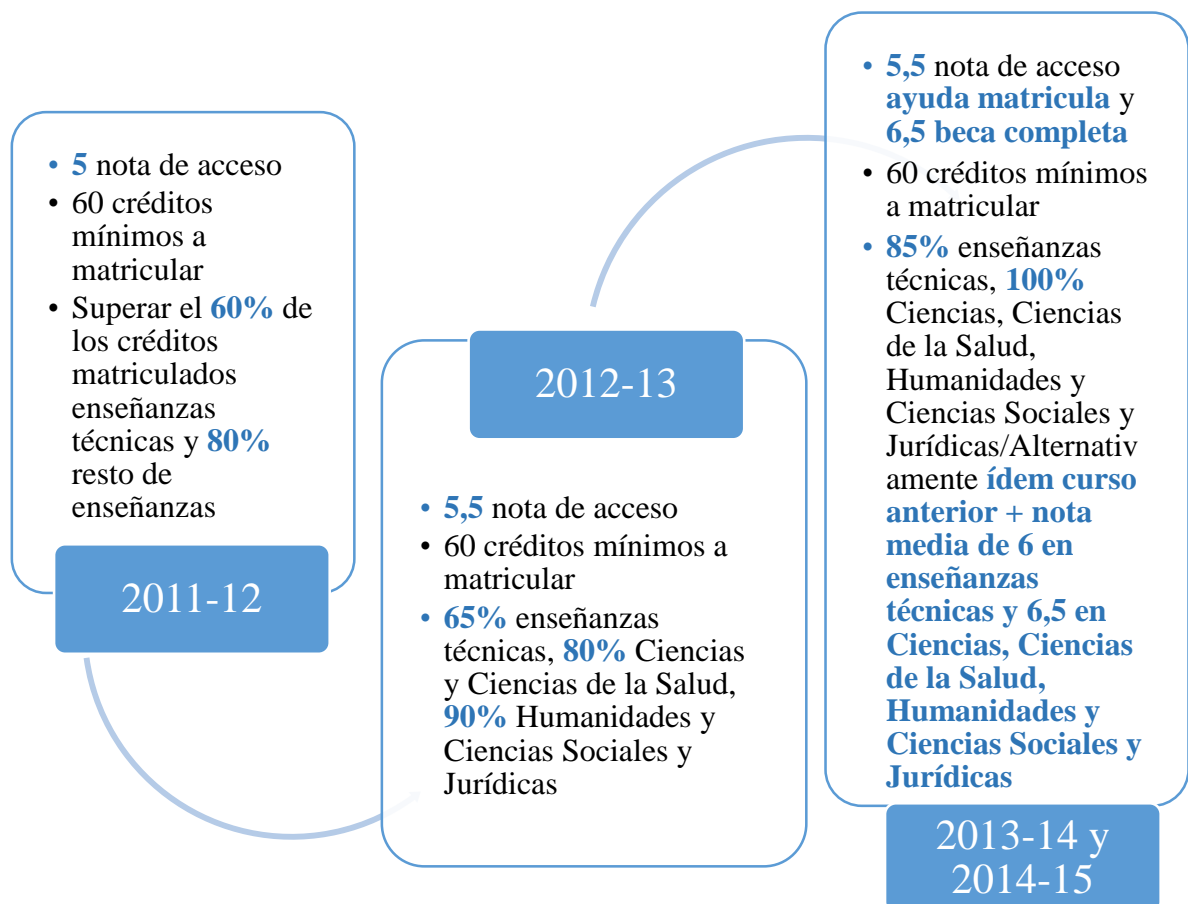 • 5 nota de acceso
• 60 créditos
mínimos a
matricular
• Superar el 60% de
los créditos
matriculados
enseñanzas
técnicas y 80%
resto de
enseñanzas
2011-12
2012-13
• 5,5 nota de acceso
• 60 créditos mínimos a
matricular
• 65% enseñanzas
técnicas, 80% Ciencias
y Ciencias de la Salud,
90% Humanidades y
Ciencias Sociales y
Jurídicas
• 5,5 nota de acceso
ayuda matricula y
6,5 beca completa
• 60 créditos mínimos
a matricular
• 85% enseñanzas
técnicas, 100%
Ciencias, Ciencias
de la Salud,
Humanidades y
Ciencias Sociales y
Jurídicas/Alternativ
amente ídem curso
anterior + nota
media de 6 en
enseñanzas
técnicas y 6,5 en
Ciencias, Ciencias
de la Salud,
Humanidades y
Ciencias Sociales y
Jurídicas
2013-14 y
2014-15